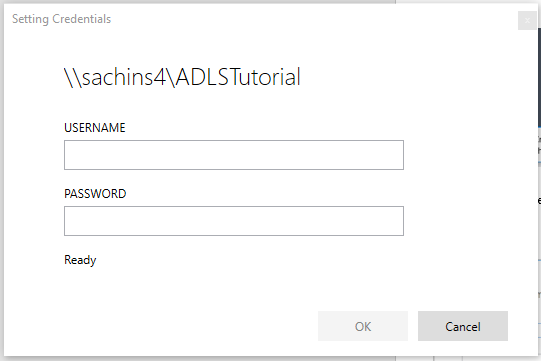 Setting Credentials
\\sachins4\ADLSTutorial
USERNAME
PASSWORD
Ready
OK
Cancel